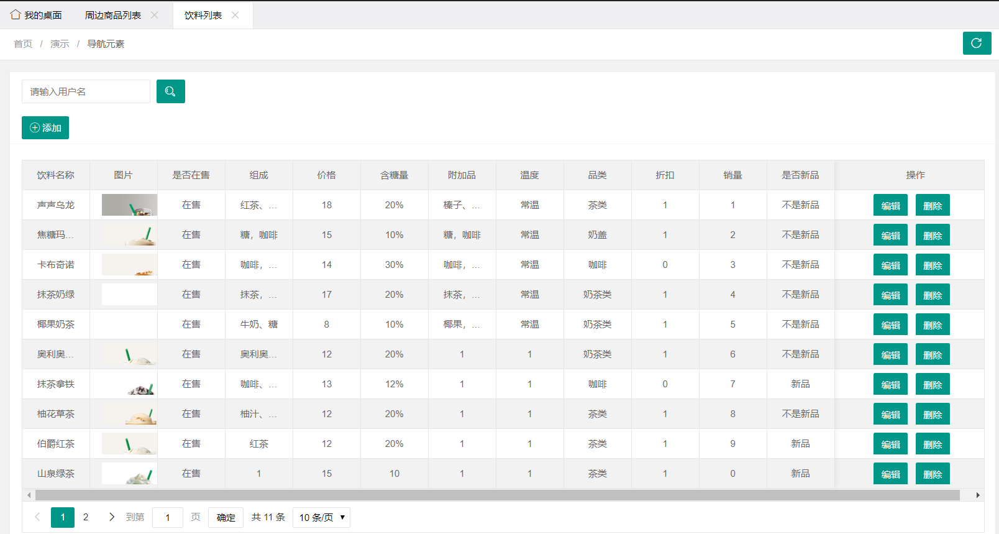 我的桌面 周边商品列表 饮料列表
首页 / 演示 / 导航元素
请输入用户名
添加
饮料名称 图片 是否在售 组成 价格 含糖量 附加品 温度 品类 折扣 销量 是否新品 操作
声声乌龙 在售 红茶、... 18 20% 榛子、... 常温 茶类 1 1 不是新品 编辑 删除
焦糖玛... 在售 糖，咖啡 15 10% 糖，咖啡 常温 奶盖 1 2 不是新品 编辑 删除
卡布奇诺 在售 咖啡，... 14 30% 咖啡，... 常温 咖啡 0 3 不是新品 编辑 删除
抹茶奶绿 在售 抹茶，... 17 20% 抹茶，... 常温 奶茶类 1 4 不是新品 编辑 删除
椰果奶茶 在售 牛奶、糖 8 10% 椰果，... 常温 奶茶类 1 5 不是新品 编辑 删除
奥利奥... 在售 奥利奥... 12 20% 1 1 奶茶类 1 6 不是新品 编辑 删除
抹茶拿铁 在售 咖啡、... 13 12% 1 1 咖啡 0 7 新品 编辑 删除
柚花草茶 在售 柚汁、... 12 20% 1 1 茶类 1 8 不是新品 编辑 删除
伯爵红茶 在售 红茶 12 20% 1 1 茶类 1 9 新品 编辑 删除
山泉绿茶 在售 1 15 10 1 1 茶类 1 0 新品 编辑 删除
1 2 到第 1 页 确定 共 11 条 10 条/页